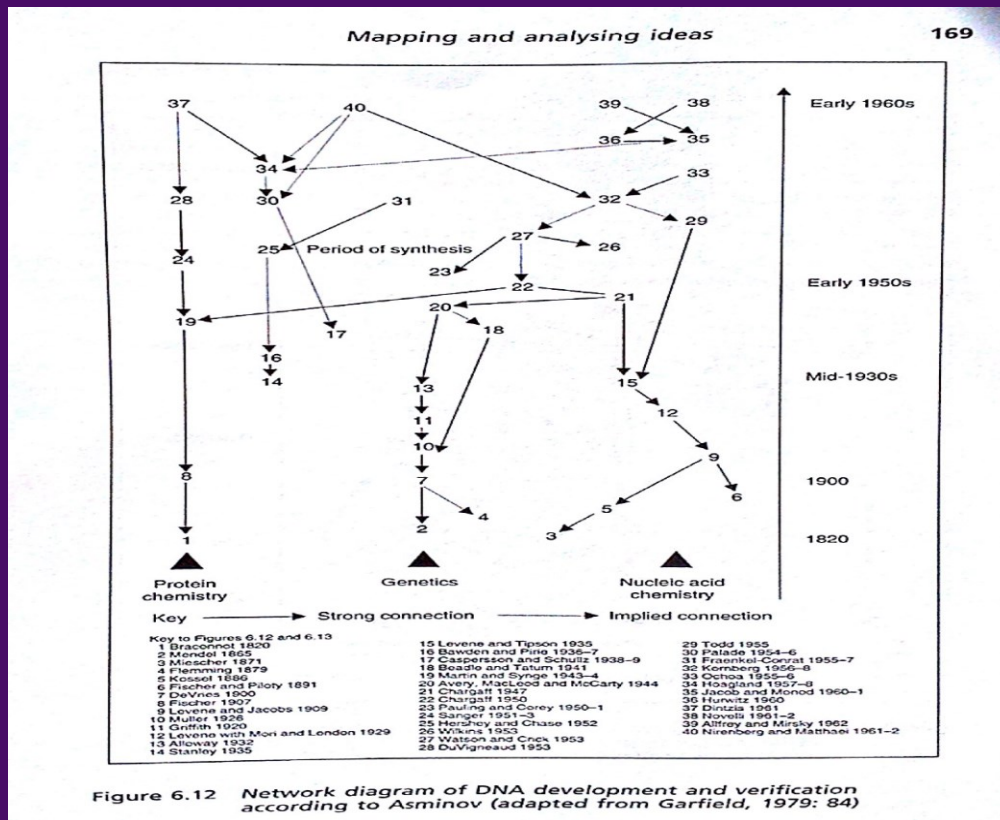 Mapping and analysing ideas 169
37 40 39 38 Early 1960s
36 35
34 33
28 30 31 32
29
25 Period of synthesis 27 26
24 23
22 Early 1950s
21
20
19 18
17
16
14 15 Mid-1930s
13
12
11
10
9
8 7 1900
6
5
4
2 3
1 1820
Protein Genetics Nucleic acid
chemistry chemistry
Key Strong connection Implied connection
Key to Figures 6.12 and 6.13
1 Braconnot 1820
2 Mendel 1865
3 Miescher 1871
4 Flemming 1879
5 Kossel 1886
6 Fischer and Piloty 1891
7 DeVries 1900
8 Fischer 1907
9 Levene and Jacobs 1909
10 Muller 1926
11 Griffith 1920
12 Levene with Mori and London 1929
13 Alloway 1932
14 Stanley 1935
15 Levene and Tipson 1935
16 Bawden and Pirie 1936–7
17 Caspersson and Schultz 1938–9
18 Beadle and Tatum 1941
19 Martin and Synge 1943–4
20 Avery, MacLeod and McCarty 1944
21 Chargaff 1947
22 Chargaff 1950
23 Pauling and Corey 1950–1
24 Sanger 1951–3
25 Hershey and Chase 1952
26 Wilkins 1953
27 Watson and Crick 1953
28 DuVigneaud 1953
29 Todd 1955
30 Palade 1954–6
31 Fraenkel-Conrat 1955–7
32 Kornberg 1956–8
33 Ochoa 1955–6
34 Hoagland 1957–8
35 Jacob and Monod 1960–1
36 Hurwitz 1960
37 Dintzis 1961
38 Novelli 1961–2
39 Allfrey and Mirsky 1962
40 Nirenberg and Matthaei 1961–2
Figure 6.12 Network diagram of DNA development and verification
according to Asminov (adapted from Garfield, 1979: 84)